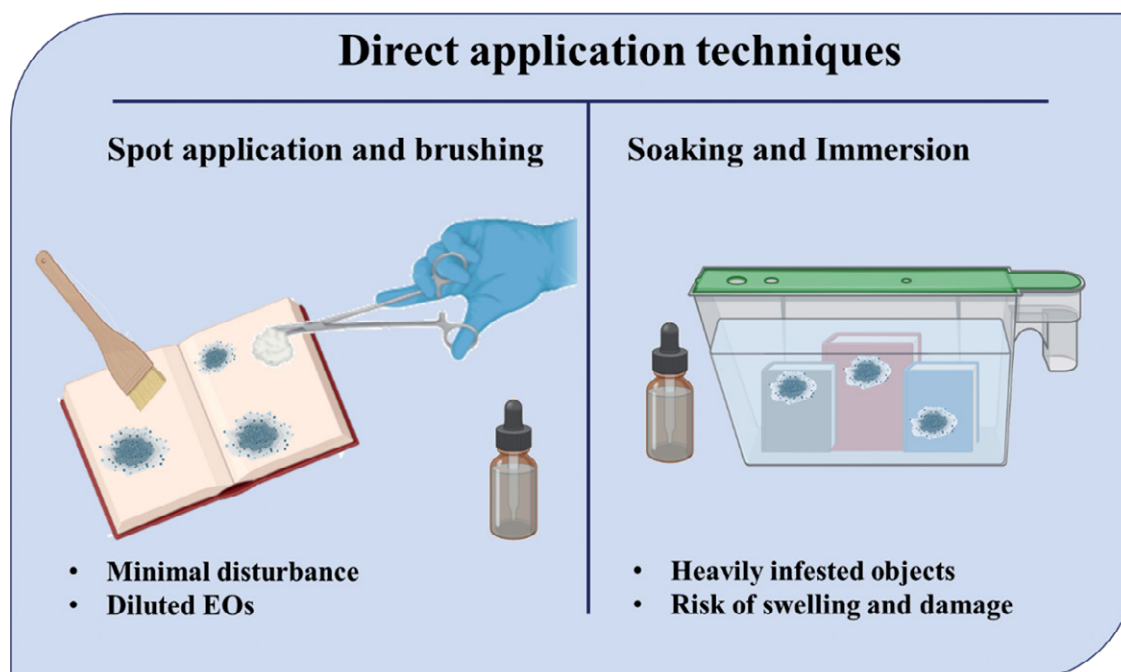 Direct application techniques
Spot application and brushing
• Minimal disturbance
• Diluted EOs
Soaking and Immersion
• Heavily infested objects
• Risk of swelling and damage